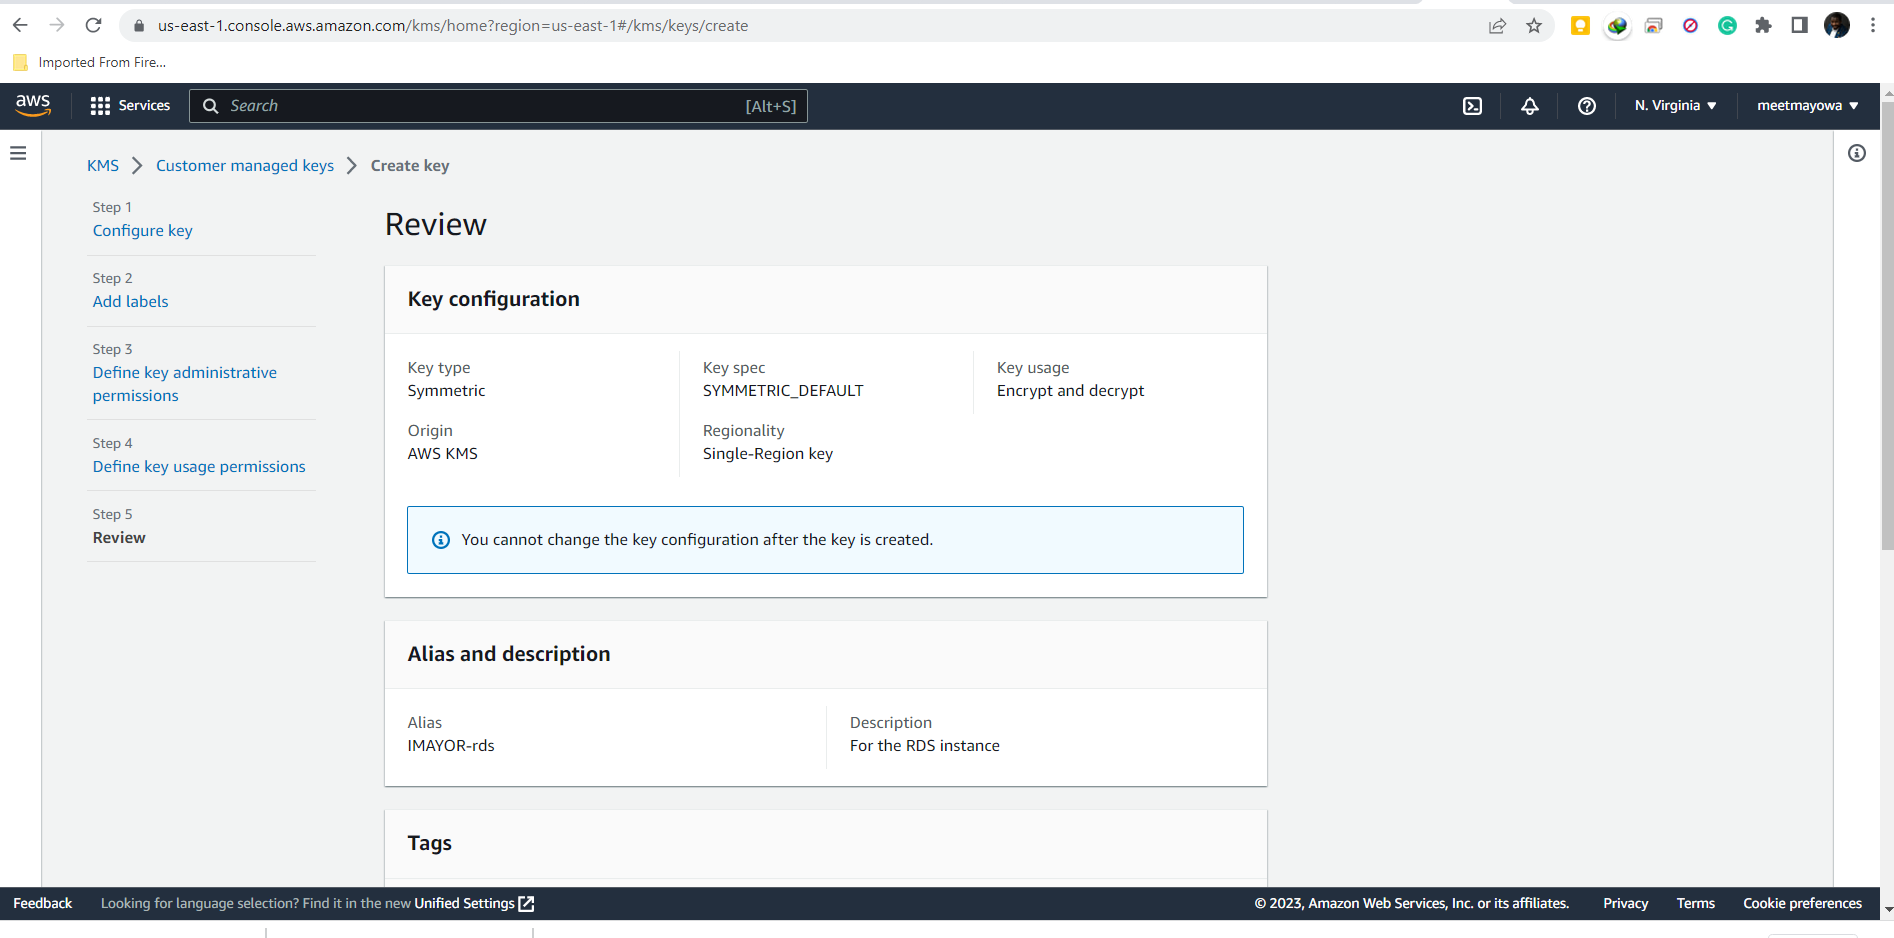 us-east-1.console.aws.amazon.com/kms/home?region=us-east-1#/kms/keys/create
Imported From Fire...
aws
Services
Search
[Alt+S]
N. Virginia
meetmayowa
KMS
Customer managed keys
Create key
Step 1
Configure key
Step 2
Add labels
Step 3
Define key administrative
permissions
Step 4
Define key usage permissions
Step 5
Review
Review
Key configuration
Key type
Symmetric
Key spec
SYMMETRIC_DEFAULT
Key usage
Encrypt and decrypt
Origin
AWS KMS
Regionality
Single-Region key
You cannot change the key configuration after the key is created.
Alias and description
Alias
IMAYOR-rds
Description
For the RDS instance
Tags
Feedback
Looking for language selection? Find it in the new Unified Settings
© 2023, Amazon Web Services, Inc. or its affiliates.
Privacy
Terms
Cookie preferences